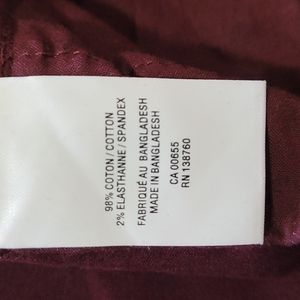 98% COTON / COTTON
2% ELASTHANNE / SPANDEX
FABRIQUÉ AU BANGLADESH
MADE IN BANGLADESH
CA 00655
RN 138760